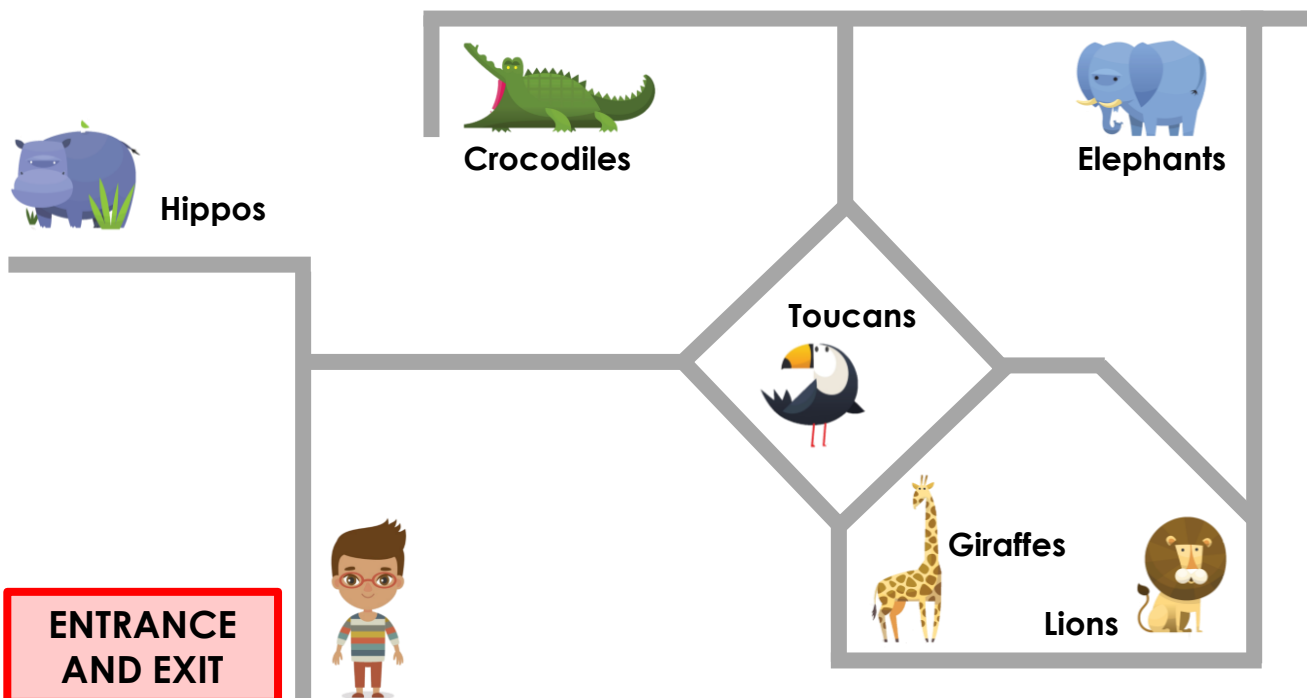 Crocodiles
Elephants
Hippos
Toucans
Giraffes
Lions
ENTRANCE
AND EXIT